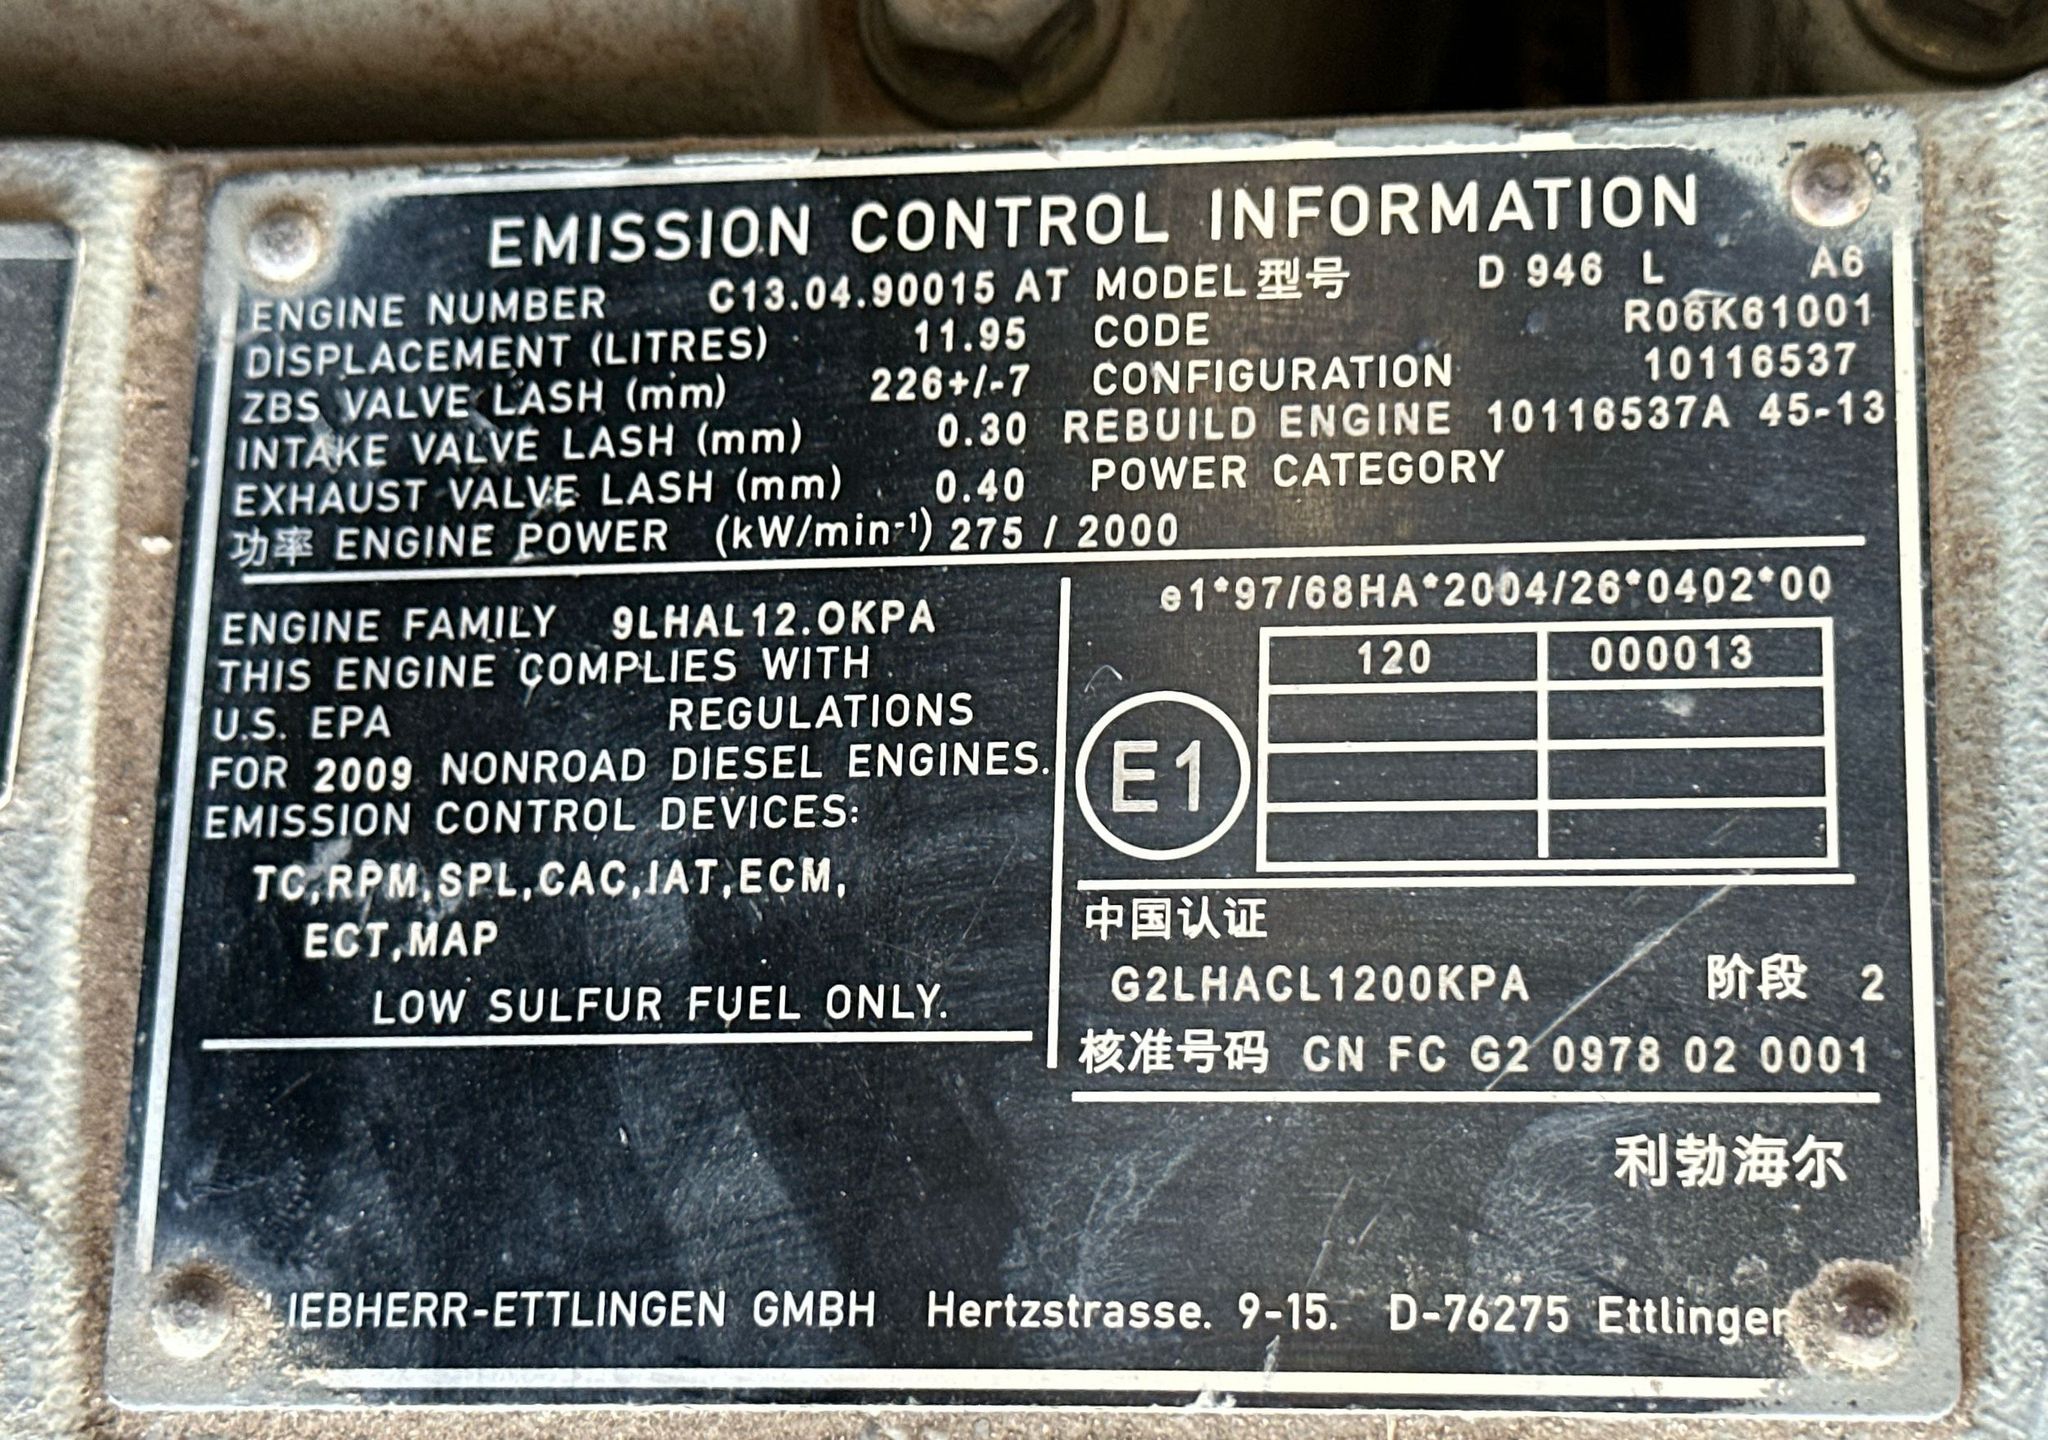 EMISSION CONTROL INFORMATION
ENGINE NUMBER C13.04.90015 AT MODEL型号 D 946 L A6
DISPLACEMENT (LITRES) 11.95 CODE R06K61001
ZBS VALVE LASH (mm) 226+/-7 CONFIGURATION 10116537
INTAKE VALVE LASH (mm) 0.30 REBUILD ENGINE 10116537A 45-13
EXHAUST VALVE LASH (mm) 0.40 POWER CATEGORY
功率 ENGINE POWER (kW/min⁻¹) 275 / 2000
ENGINE FAMILY 9LHAL12.0KPA
THIS ENGINE COMPLIES WITH
U.S. EPA REGULATIONS
FOR 2009 NONROAD DIESEL ENGINES.
EMISSION CONTROL DEVICES:
TC,RPM,SPL,CAC,IAT,ECM,
ECT,MAP
LOW SULFUR FUEL ONLY.
e1*97/68HA*2004/26*0402*00
120 000013
E1
中国认证
G2LHACL1200KPA 阶段 2
核准号码 CN FC G2 0978 02 0001
利勃海尔
IEBHERR-ETTLINGEN GMBH Hertzstrasse. 9-15. D-76275 Ettlingen